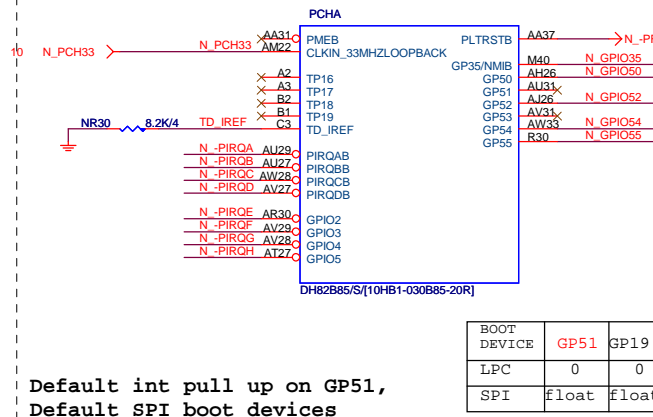 PCHA
AA31 PMEB PLTRSTB AA37 N_-P
10 N_PCH33 N_PCH33 AM22 CLKIN_33MHZLOOPBACK
GP35/NMIB M40 N_GPIO35
A2 TP16 GP50 AH26 N_GPIO50
A3 TP17 GP51 AU31
B2 TP18 GP52 AJ26 N_GPIO52
B1 TP19 GP53 AV31
NR30 8.2K/4 TD_IREF C3 TD_IREF GP54 AW33 N_GPIO54
GP55 R30 N_GPIO55
N_-PIRQA AU29 PIRQAB
N_-PIRQB AU27 PIRQBB
N_-PIRQC AW28 PIRQCB
N_-PIRQD AV27 PIRQDB
N_-PIRQE AR30 GPIO2
N_-PIRQF AV29 GPIO3
N_-PIRQG AV28 GPIO4
N_-PIRQH AT27 GPIO5
DH82B85/S/[10HB1-030B85-20R]
BOOT
DEVICE GP51 GP19
LPC 0 0
SPI float float
Default int pull up on GP51,
Default SPI boot devices